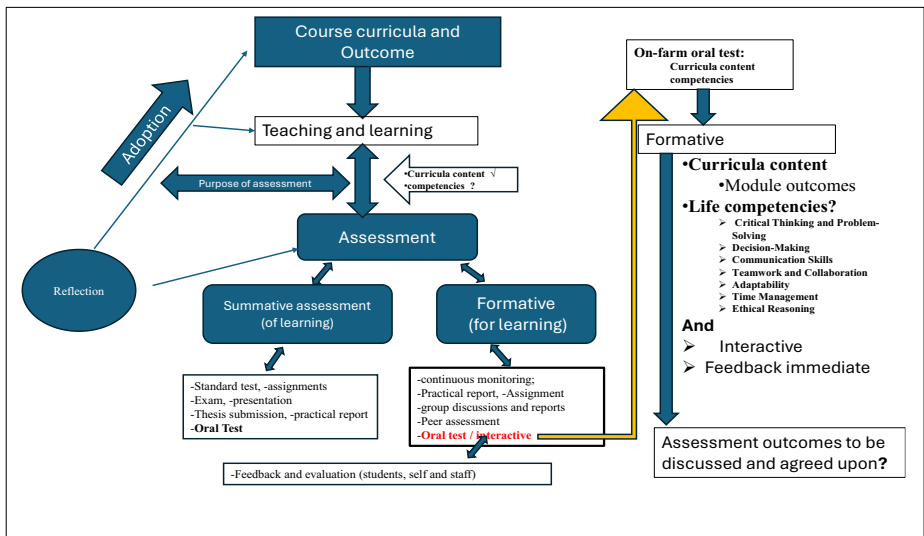 Course curricula and
Outcome
Adoption
Teaching and learning
Purpose of assessment
•Curricula content √
• competencies ?
Assessment
Reflection
Summative assessment
(of learning)
Formative
(for learning)
-Standard test, -assignments
-Exam, -presentation
-Thesis submission, -practical report
-Oral Test
-continuous monitoring;
-Practical report, -Assignment
-group discussions and reports
-Peer assessment
-Oral test / interactive
-Feedback and evaluation (students, self and staff)
On-farm oral test:
Curricula content
competencies
Formative
•Curricula content
•Module outcomes
•Life competencies?
➢ Critical Thinking and Problem-
Solving
➢ Decision-Making
➢ Communication Skills
➢ Teamwork and Collaboration
➢ Adaptability
➢ Time Management
➢ Ethical Reasoning
And
➢ Interactive
➢ Feedback immediate
Assessment outcomes to be
discussed and agreed upon?